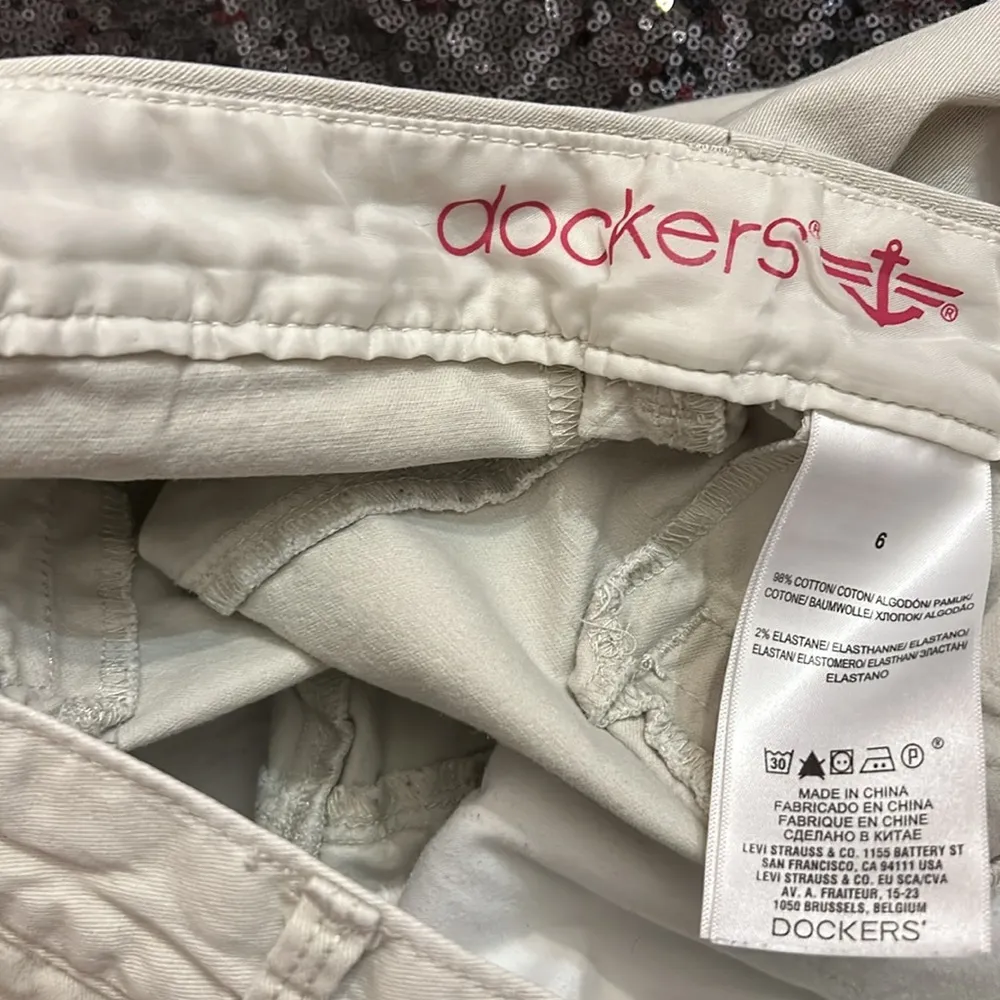 dockers®
®
6
98% COTTON/ COTON/ ALGODÓN/ PAMUK/
COTONE/ BAUMWOLLE/ ХЛОПОК/ ALGODÃO
2% ELASTANE/ ELASTHANNE/ ELASTANO/
ELASTAN/ ELASTOMERO/ ELASTHAN/ ЭЛАСТАН/
ELASTANO
30 P ®
MADE IN CHINA
FABRICADO EN CHINA
FABRIQUE EN CHINE
СДЕЛАНО В КИТАЕ
LEVI STRAUSS & CO. 1155 BATTERY ST
SAN FRANCISCO, CA 94111 USA
LEVI STRAUSS & CO. EU SCA/CVA
AV. A. FRAITEUR, 15-23
1050 BRUSSELS, BELGIUM
DOCKERS®